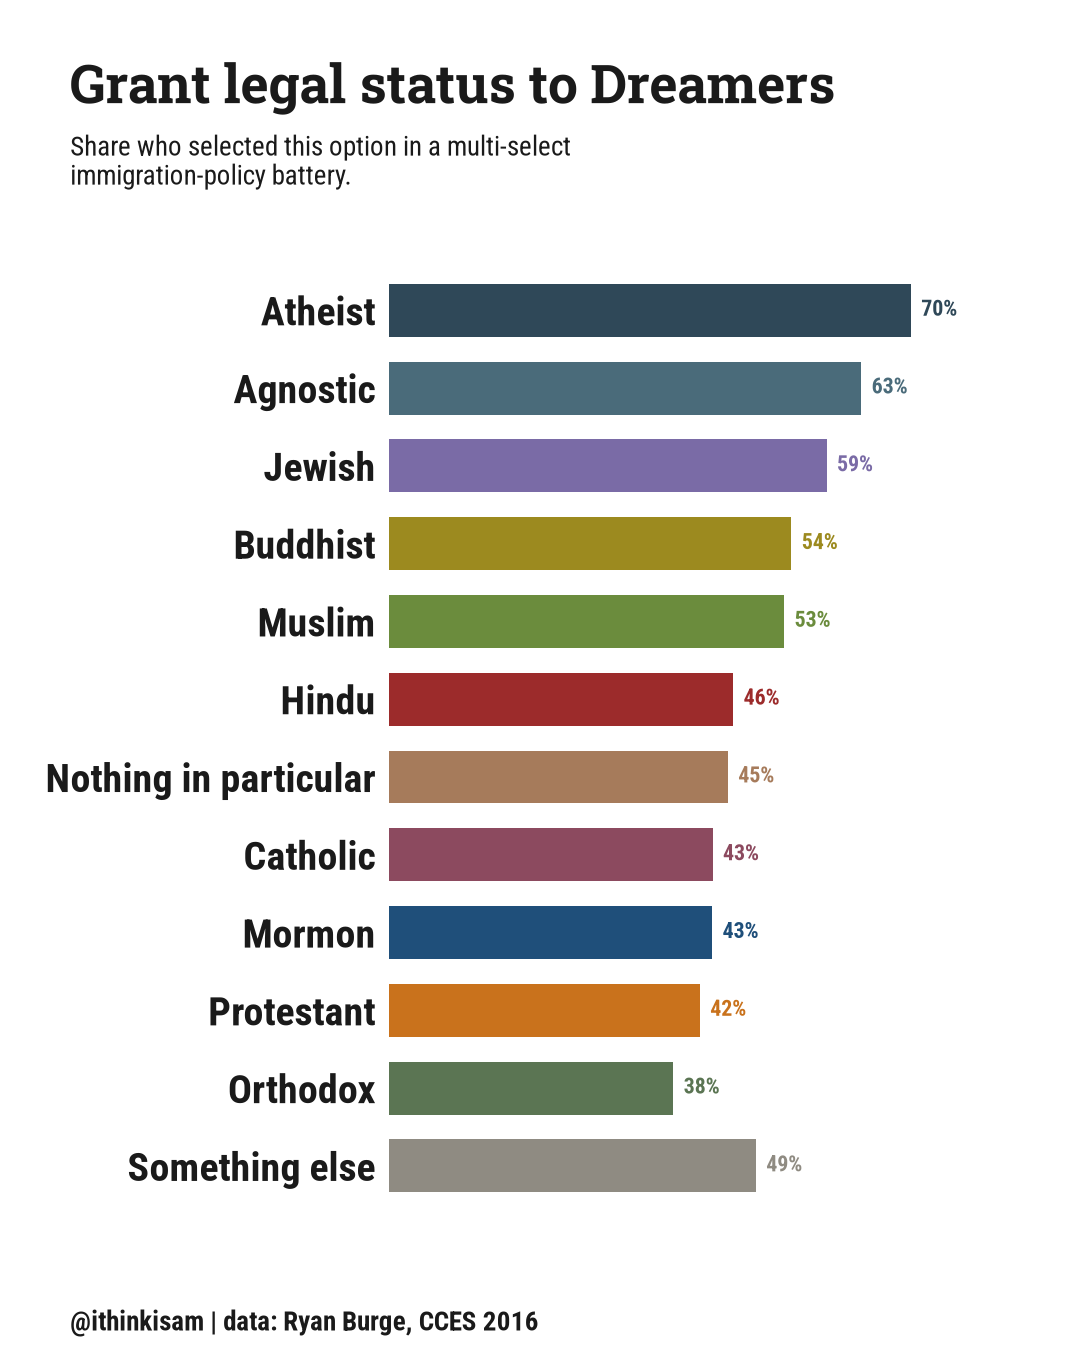 Grant legal status to Dreamers
Share who selected this option in a multi-select
immigration-policy battery.
Atheist 70%
Agnostic 63%
Jewish 59%
Buddhist 54%
Muslim 53%
Hindu 46%
Nothing in particular 45%
Catholic 43%
Mormon 43%
Protestant 42%
Orthodox 38%
Something else 49%
@ithinkisam | data: Ryan Burge, CCES 2016